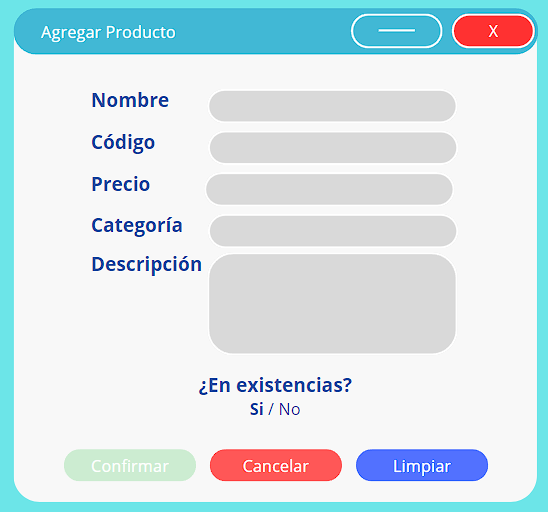 Agregar Producto
X
Nombre
Código
Precio
Categoría
Descripción
¿En existencias?
Si / No
Confirmar
Cancelar
Limpiar